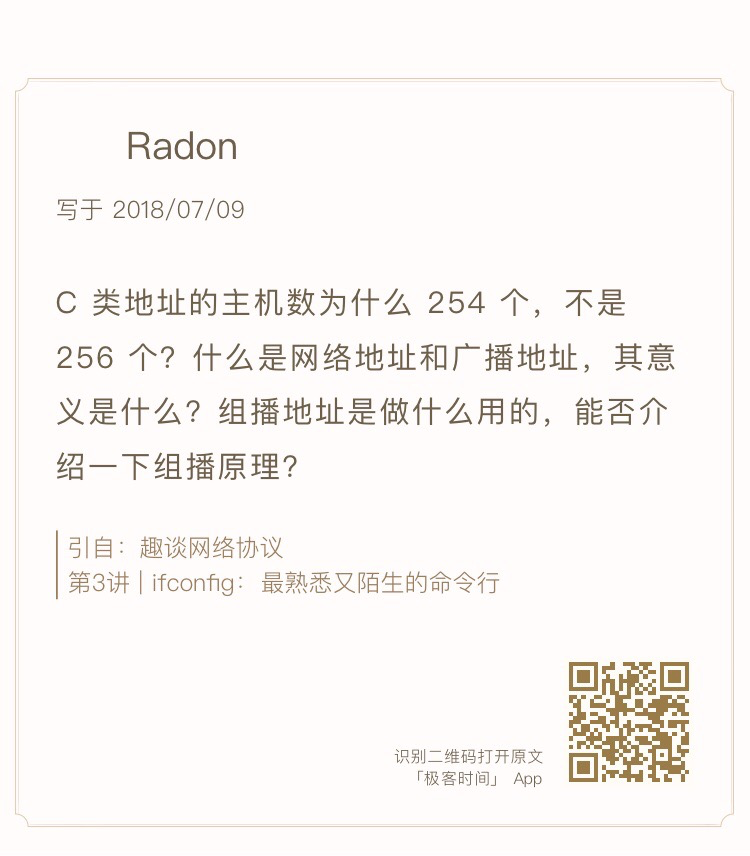 Radon
写于 2018/07/09
C 类地址的主机数为什么 254 个，不是
256 个？什么是网络地址和广播地址，其意
义是什么？组播地址是做什么用的，能否介
绍一下组播原理？
引自：趣谈网络协议
第3讲 | ifconfig：最熟悉又陌生的命令行
识别二维码打开原文
「极客时间」 App